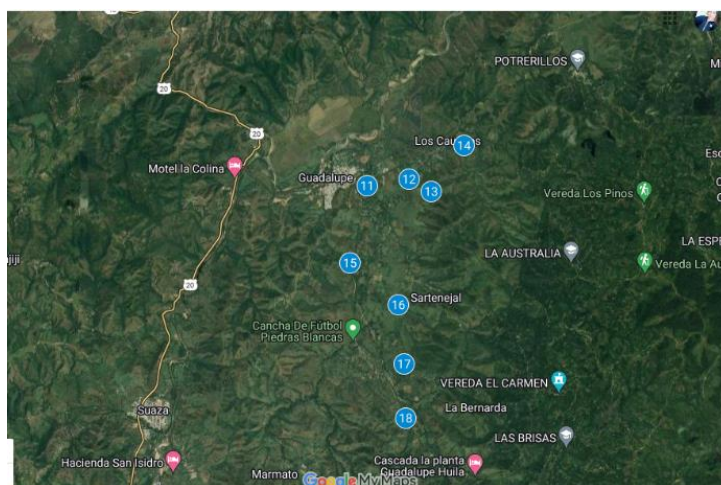 20
POTRERILLOS
20
Los Cau
14
Motel la Colina
Guadalupe
11
12
13
Vereda Los Pinos
LA ESP
LA AUSTRALIA
Vereda La Au
15
20
16
Sartenejal
Cancha De Fútbol
Piedras Blancas
17
VEREDA EL CARMEN
Suaza
18
La Bernarda
LAS BRISAS
Hacienda San Isidro
Marmato
Cascada la planta
Guadalupe Huila
Google My Maps